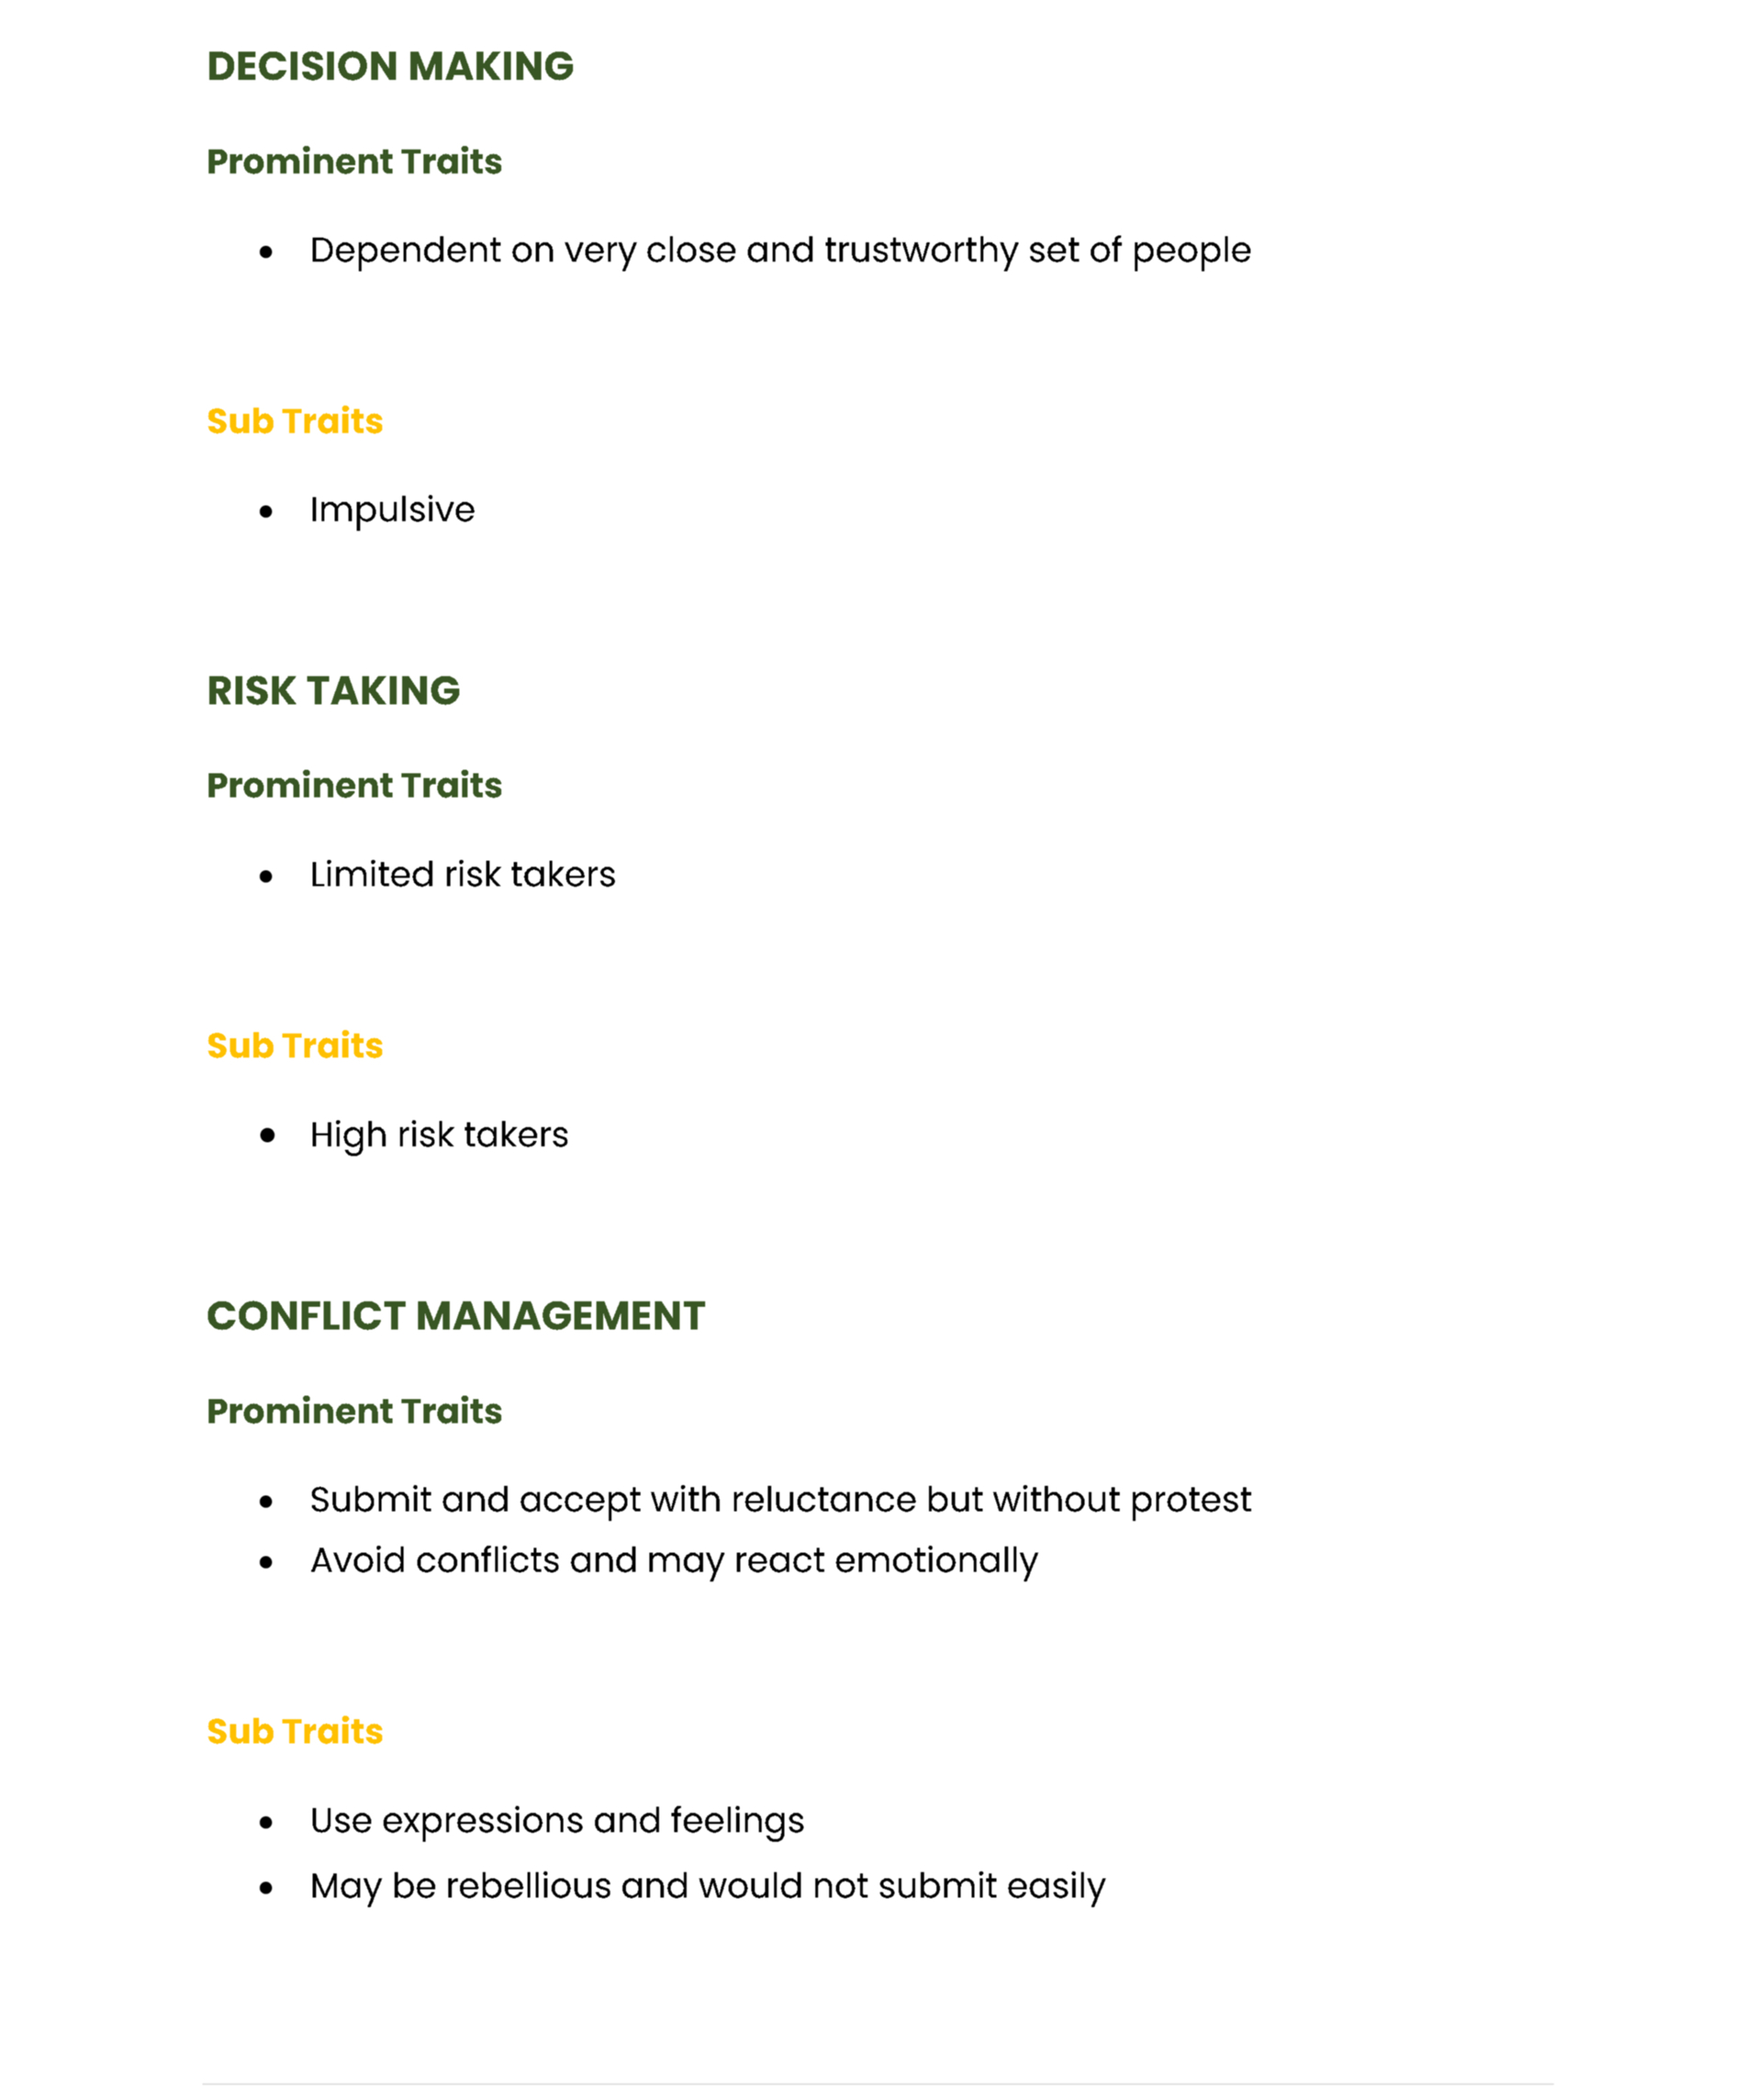 DECISION MAKING
Prominent Traits
• Dependent on very close and trustworthy set of people
Sub Traits
• Impulsive
RISK TAKING
Prominent Traits
• Limited risk takers
Sub Traits
• High risk takers
CONFLICT MANAGEMENT
Prominent Traits
• Submit and accept with reluctance but without protest
• Avoid conflicts and may react emotionally
Sub Traits
• Use expressions and feelings
• May be rebellious and would not submit easily